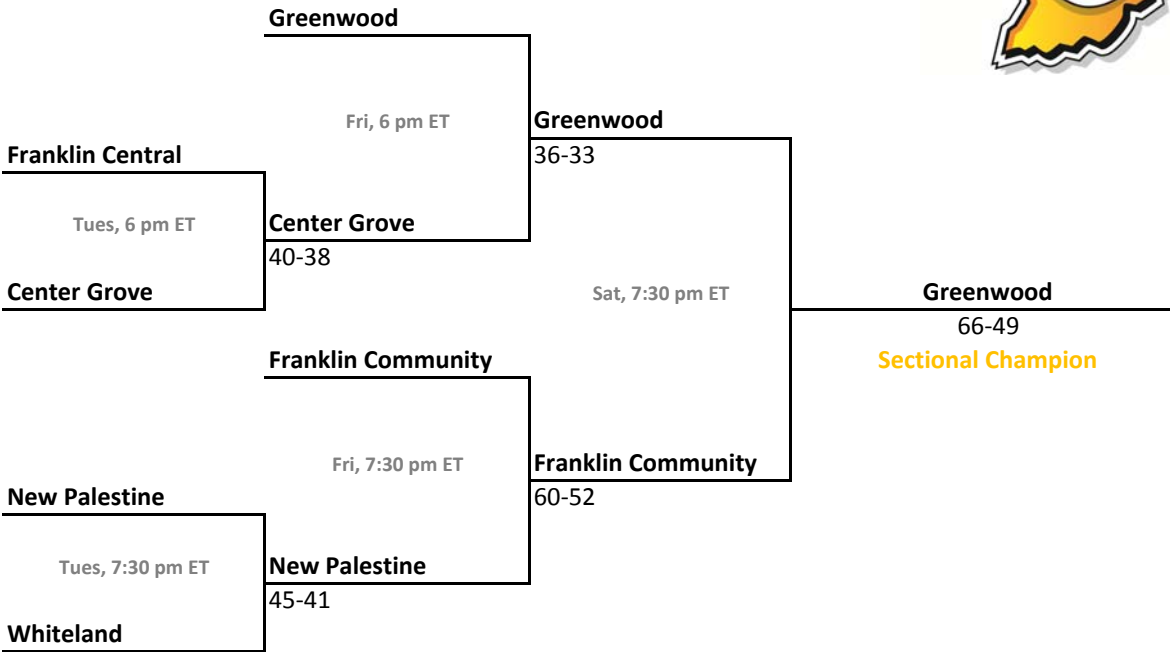 Greenwood
Fri, 6 pm ET
Greenwood
Franklin Central
36-33
Tues, 6 pm ET
Center Grove
40-38
Center Grove
Sat, 7:30 pm ET
Greenwood
66-49
Franklin Community
Sectional Champion
Fri, 7:30 pm ET
Franklin Community
New Palestine
60-52
Tues, 7:30 pm ET
New Palestine
45-41
Whiteland